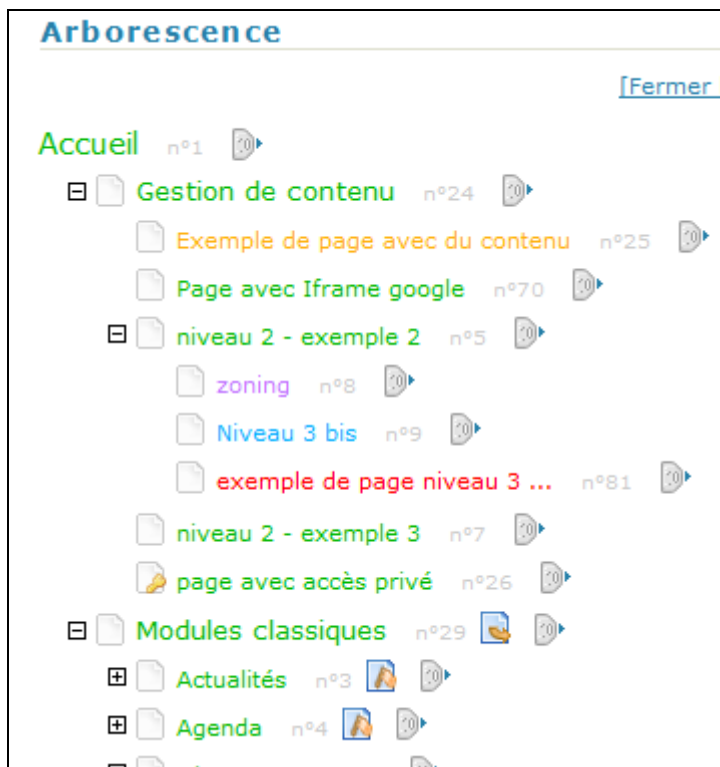 Arborescence
[Fermer
Accueil n°1
Gestion de contenu n°24
Exemple de page avec du contenu n°25
Page avec Iframe google n°70
niveau 2 - exemple 2 n°5
zoning n°8
Niveau 3 bis n°9
exemple de page niveau 3 ... n°81
niveau 2 - exemple 3 n°7
page avec accès privé n°26
Modules classiques n°29
Actualités n°3
Agenda n°4